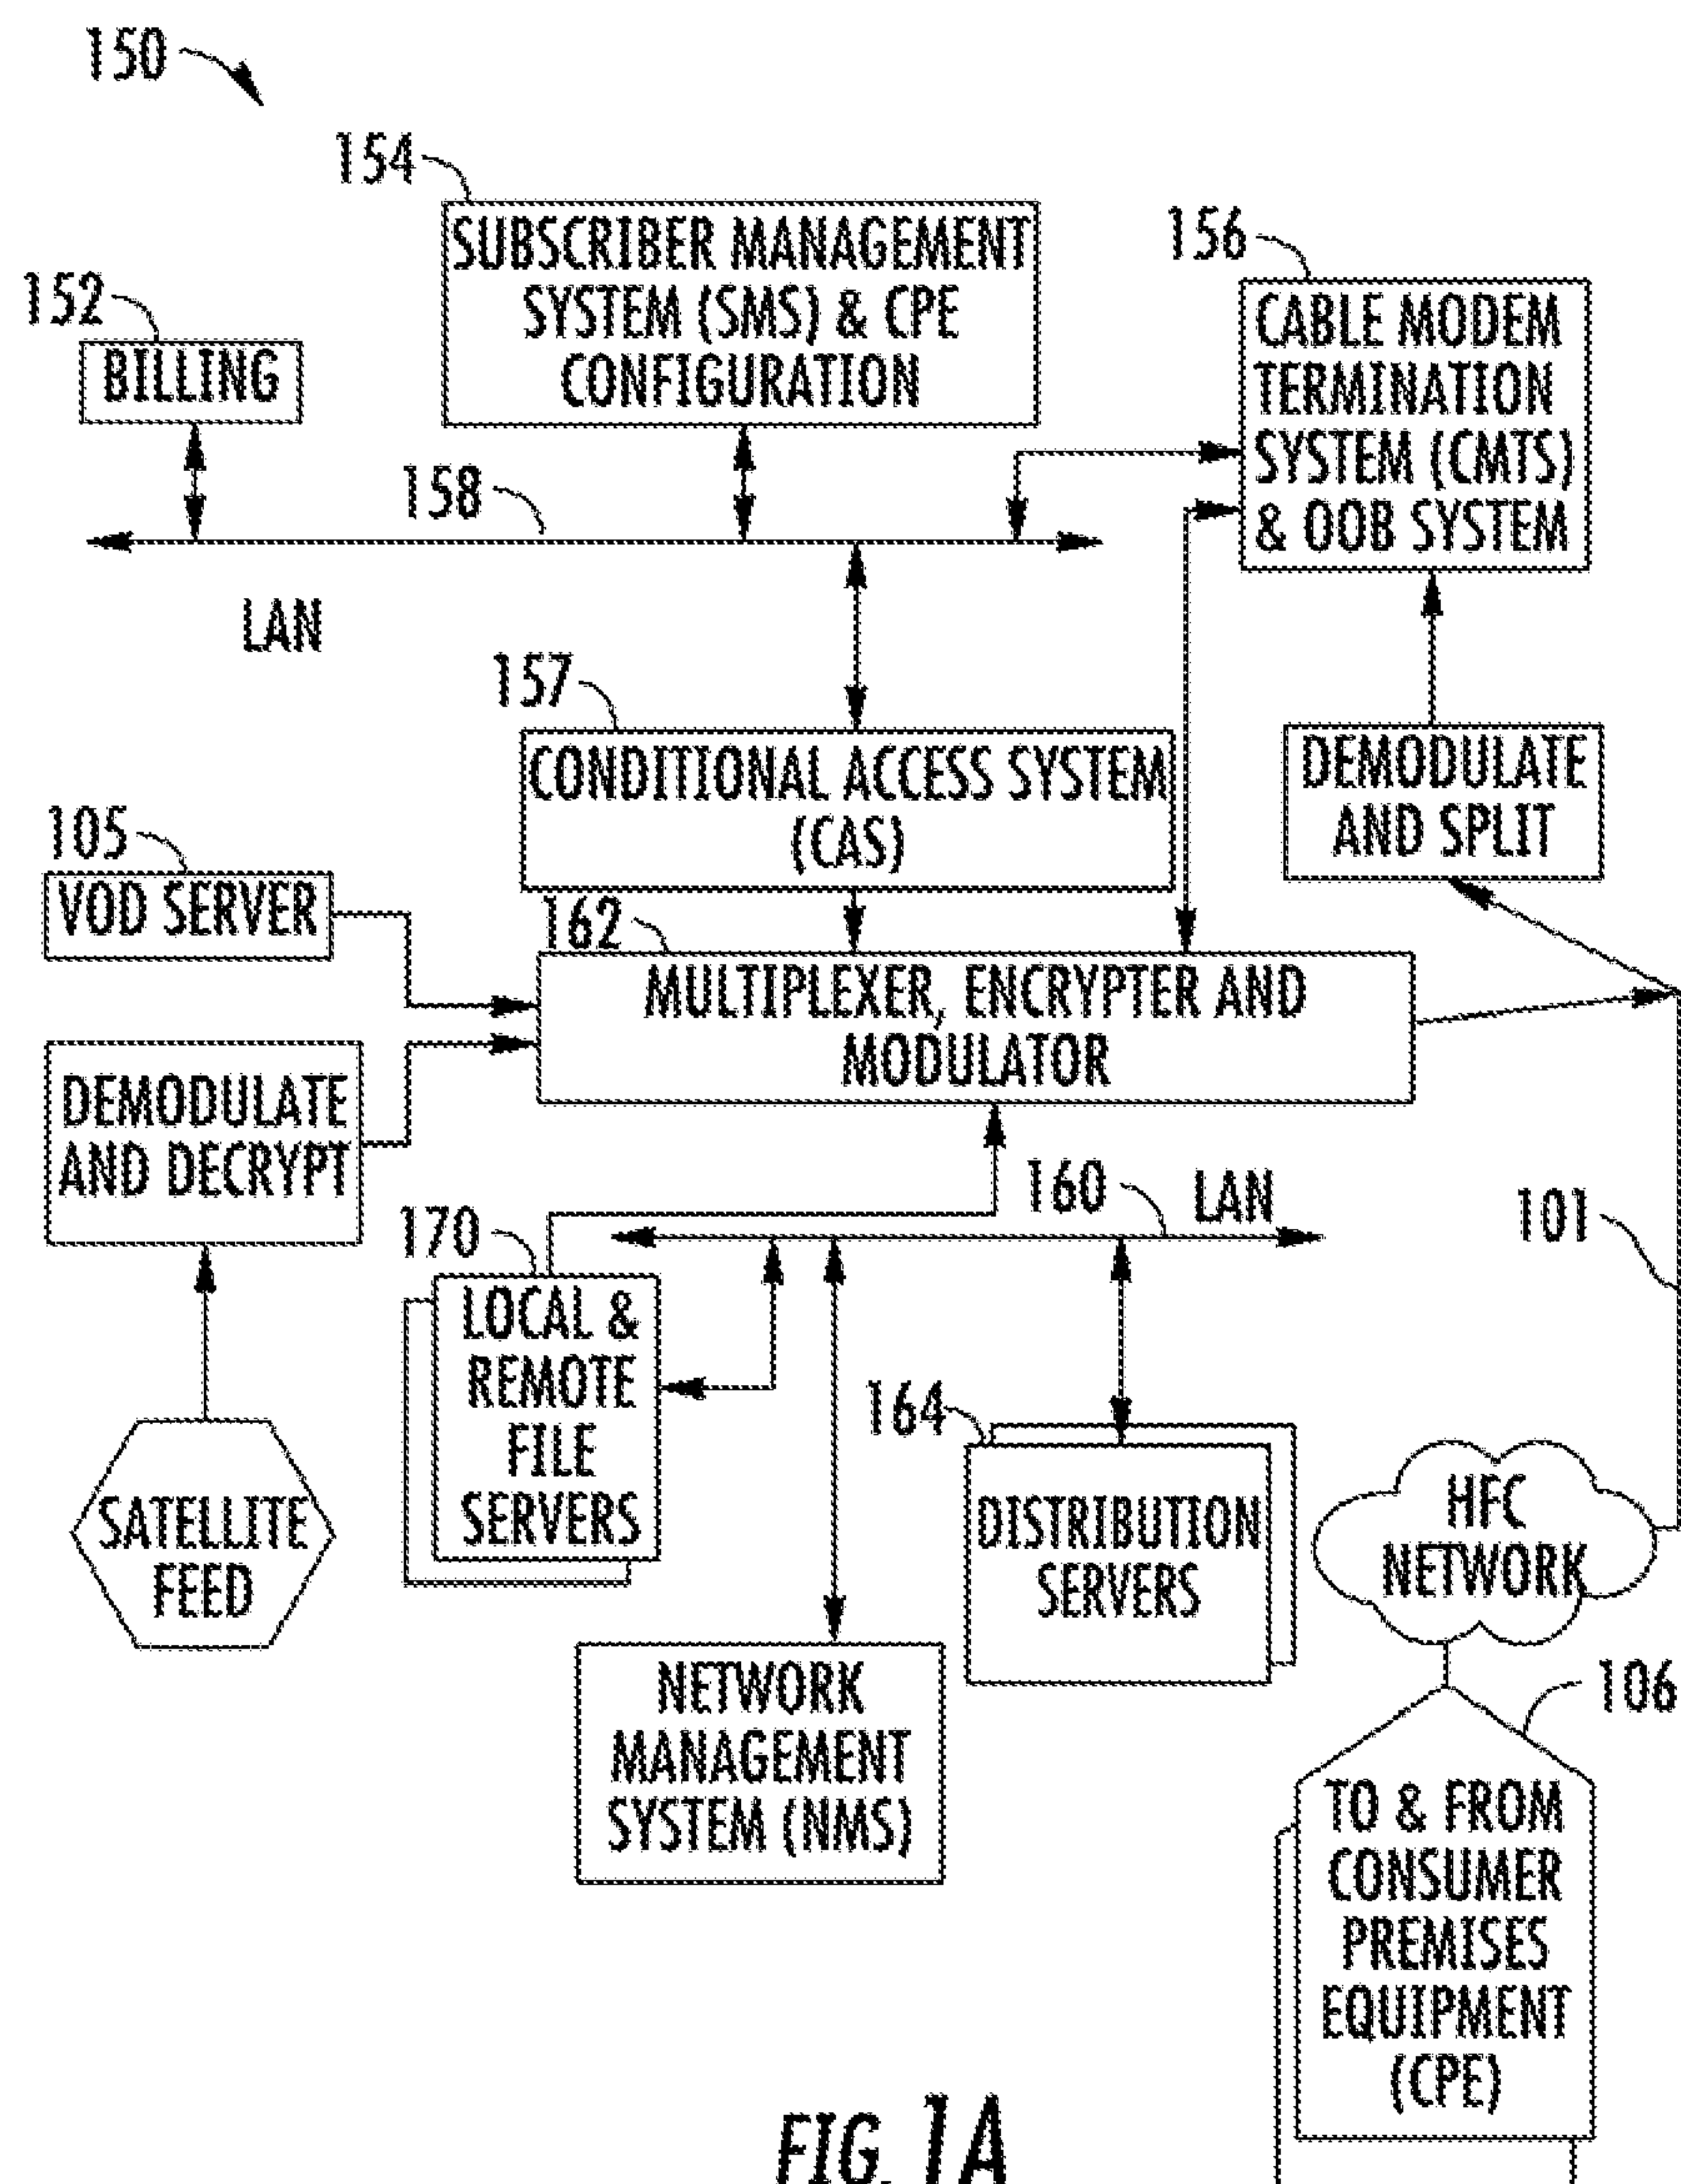 150
154
SUBSCRIBER MANAGEMENT
SYSTEM (SMS) & CPE
CONFIGURATION
156
CABLE MODEM
TERMINATION
SYSTEM (CMTS)
& OOB SYSTEM
152
BILLING
158
LAN
157
CONDITIONAL ACCESS SYSTEM
(CAS)
DEMODULATE
AND SPLIT
105
VOD SERVER
162
MULTIPLEXER, ENCRYPTER AND
MODULATOR
DEMODULATE
AND DECRYPT
160
LAN
101
170
LOCAL &
REMOTE
FILE
SERVERS
164
DISTRIBUTION
SERVERS
SATELLITE
FEED
HFC
NETWORK
NETWORK
MANAGEMENT
SYSTEM (NMS)
106
TO & FROM
CONSUMER
PREMISES
EQUIPMENT
(CPE)
FIG. 1A